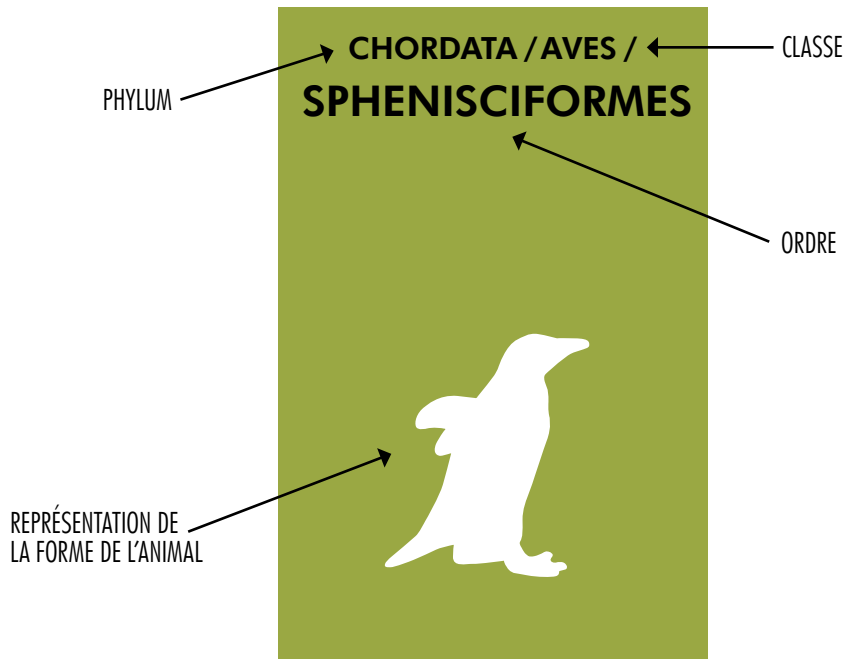 CHORDATA / AVES /
SPHENISCIFORMES
CLASSE
PHYLUM
ORDRE
REPRÉSENTATION DE
LA FORME DE L'ANIMAL